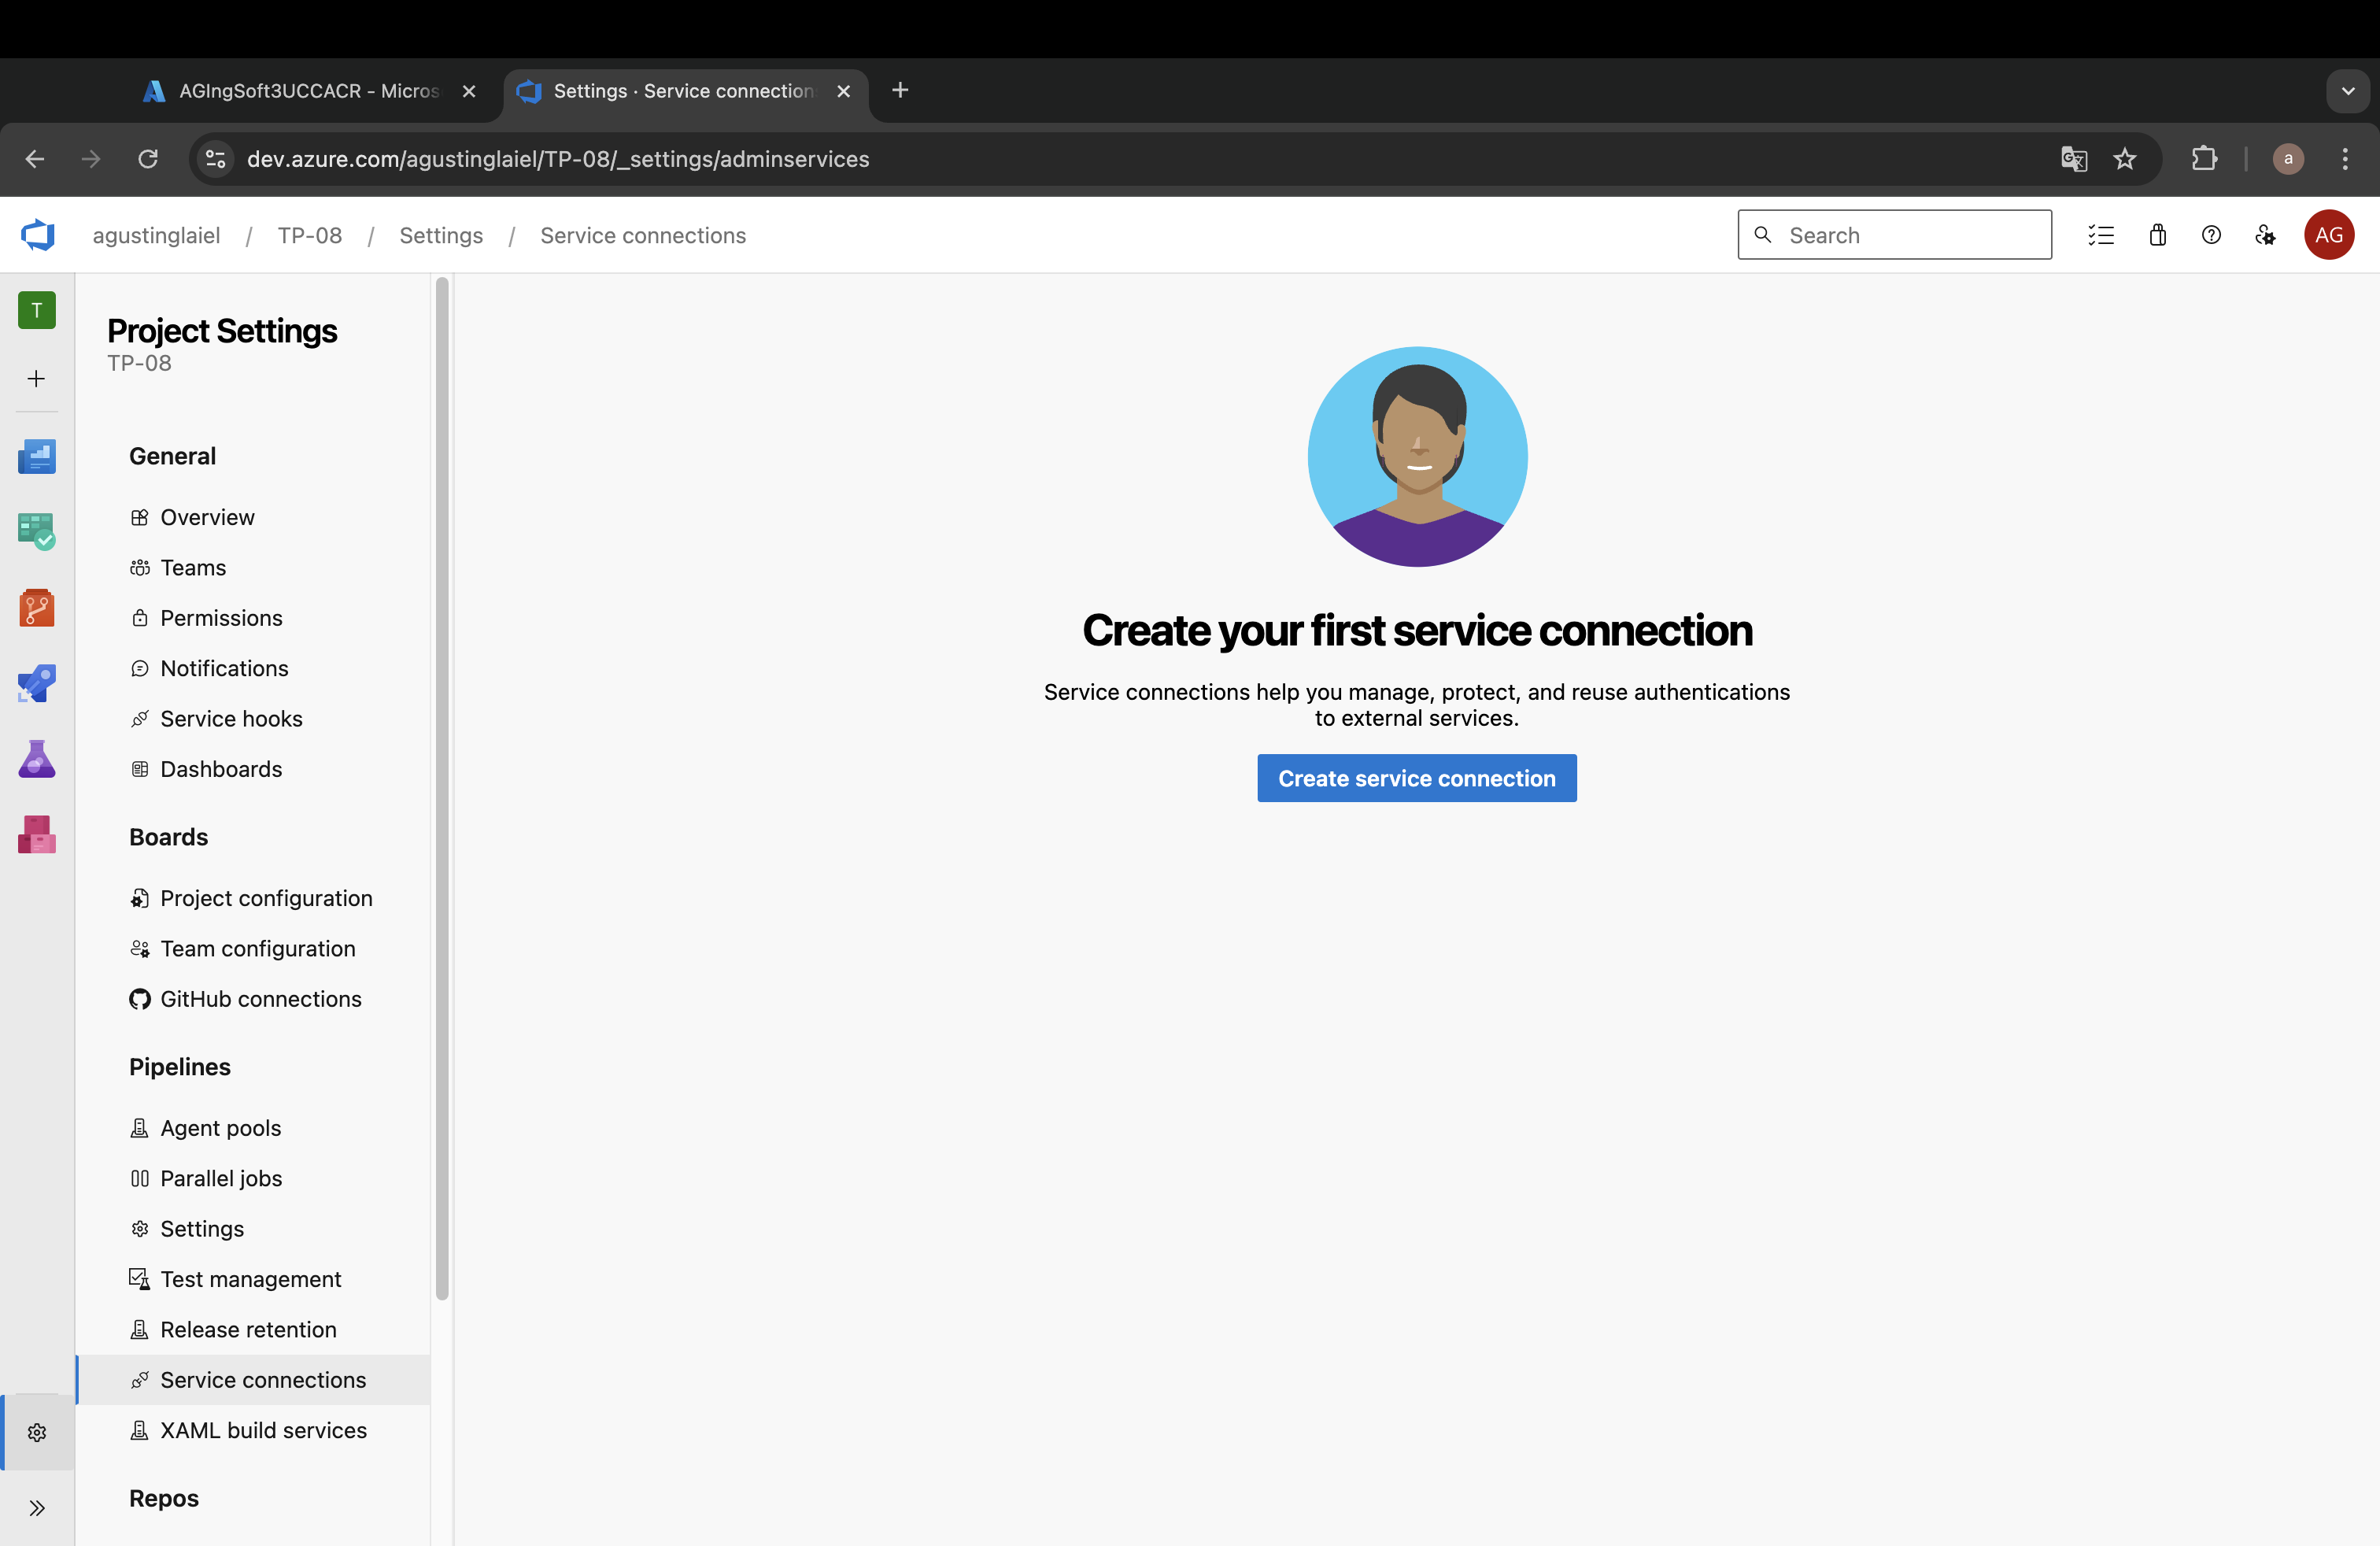 AGIngSoft3UCCACR - Micros
Settings · Service connection
dev.azure.com/agustinglaiel/TP-08/_settings/adminservices
a
agustinglaiel / TP-08 / Settings / Service connections
Search
AG
T
Project Settings
TP-08
General
Overview
Teams
Permissions
Notifications
Service hooks
Dashboards
Boards
Project configuration
Team configuration
GitHub connections
Pipelines
Agent pools
Parallel jobs
Settings
Test management
Release retention
Service connections
XAML build services
Repos
Create your first service connection
Service connections help you manage, protect, and reuse authentications
to external services.
Create service connection